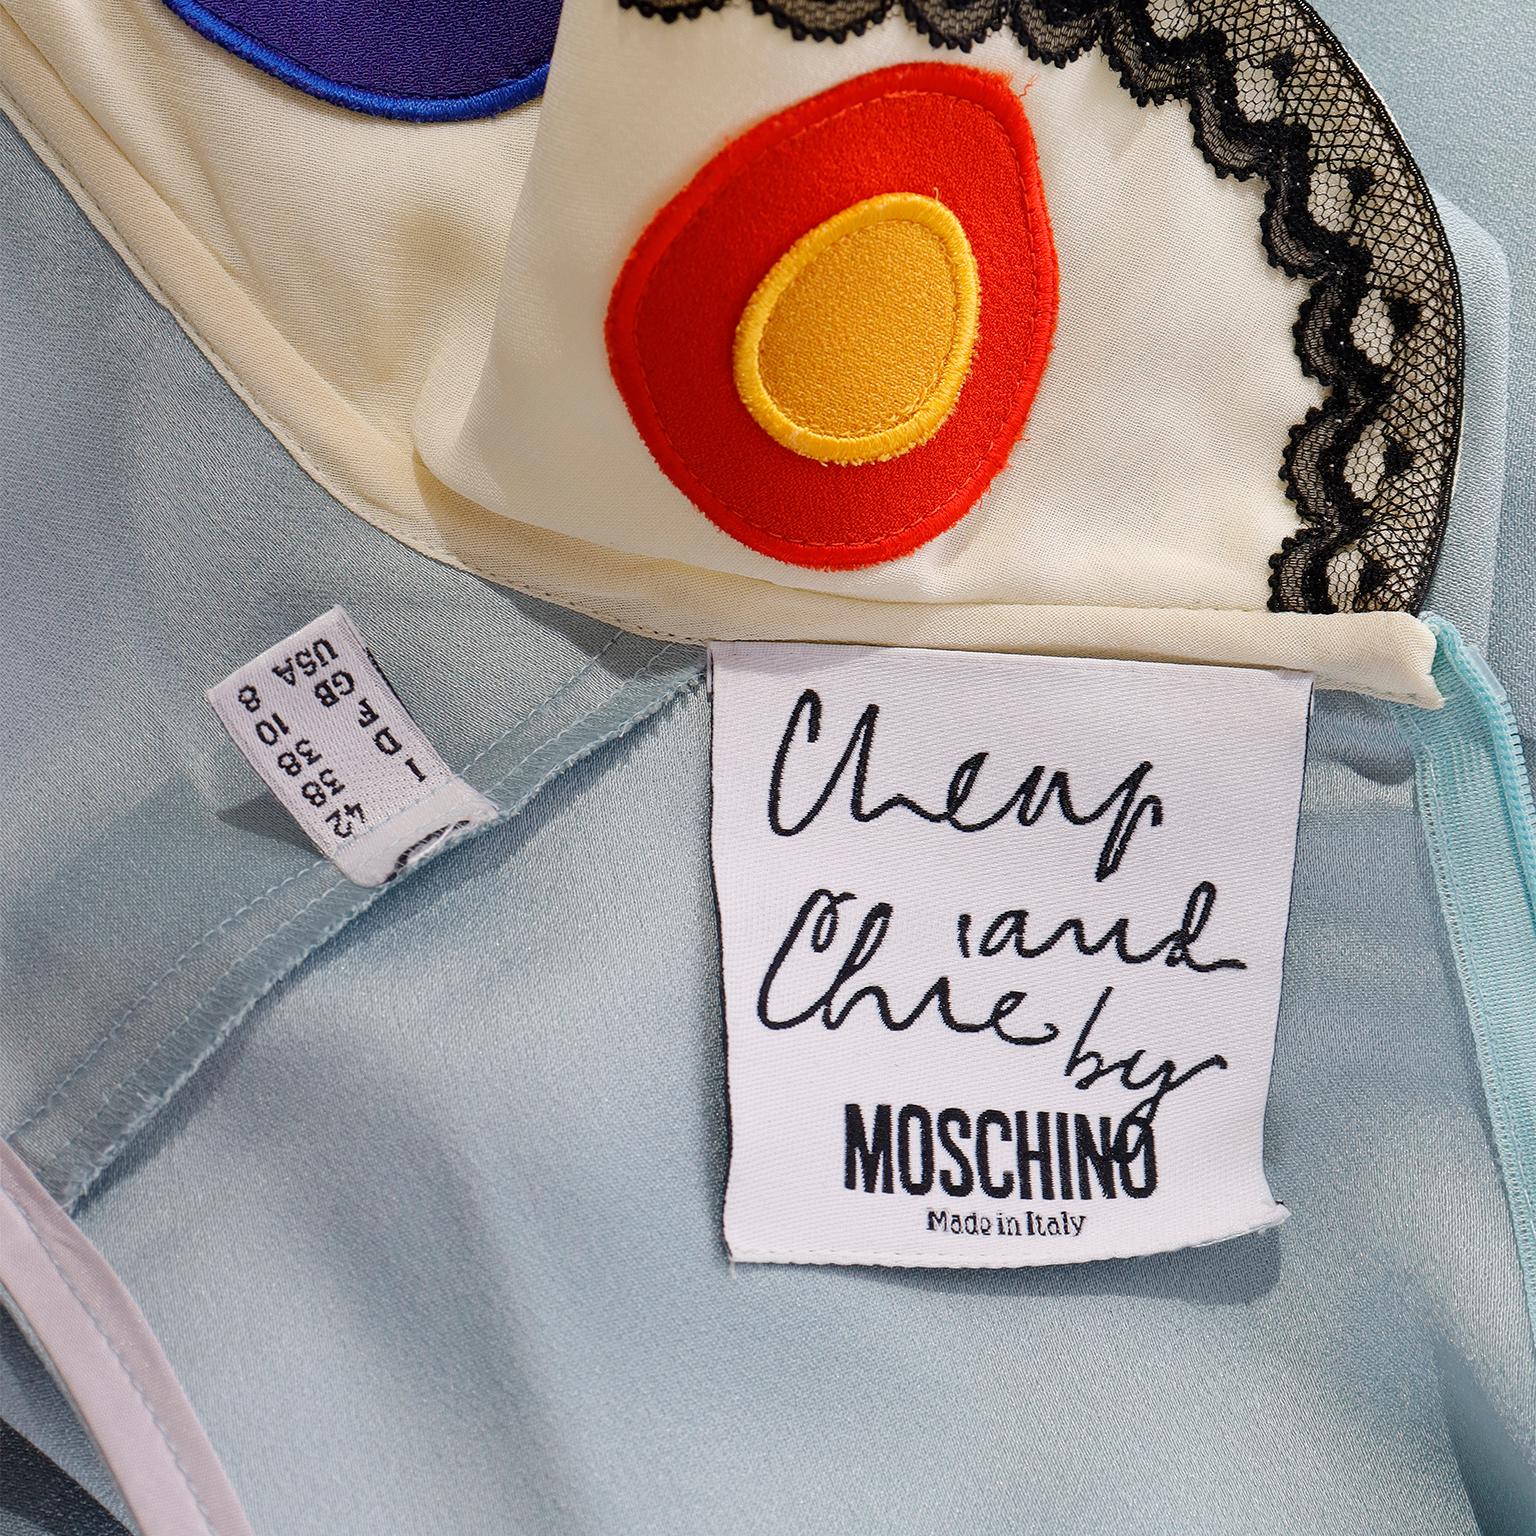 Cheap
and
Chic by
MOSCHINO
Made in Italy
I 42
D 38
F 38
GB 10
USA 8